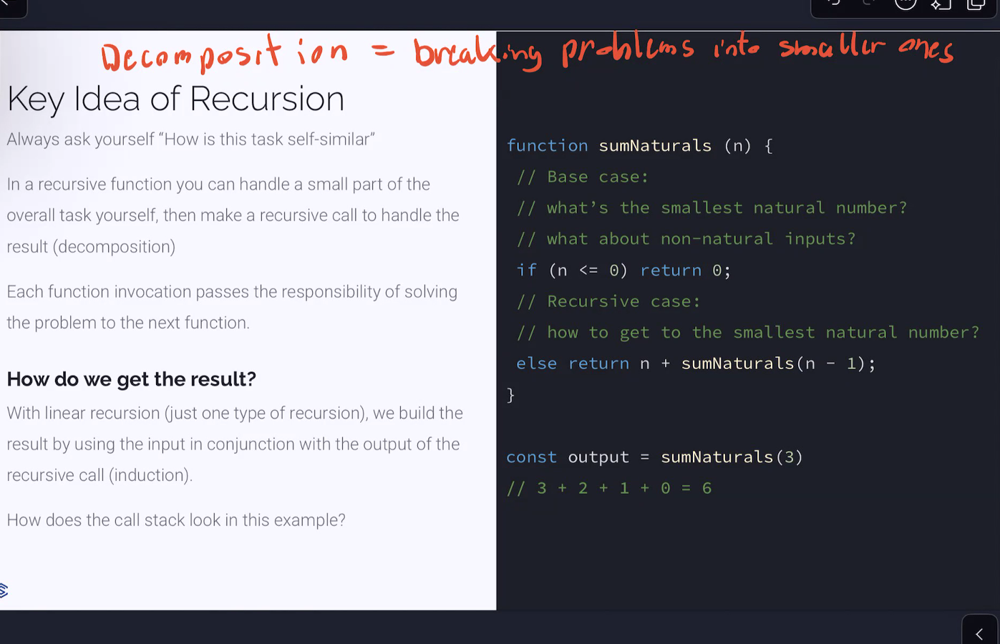 Decomposition = breaking problems into smaller ones
Key Idea of Recursion
Always ask yourself “How is this task self-similar”
In a recursive function you can handle a small part of the
overall task yourself, then make a recursive call to handle the
result (decomposition)
Each function invocation passes the responsibility of solving
the problem to the next function.
How do we get the result?
With linear recursion (just one type of recursion), we build the
result by using the input in conjunction with the output of the
recursive call (induction).
How does the call stack look in this example?
function sumNaturals (n) {
// Base case:
// what’s the smallest natural number?
// what about non-natural inputs?
if (n <= 0) return 0;
// Recursive case:
// how to get to the smallest natural number?
else return n + sumNaturals(n - 1);
}
const output = sumNaturals(3)
// 3 + 2 + 1 + 0 = 6